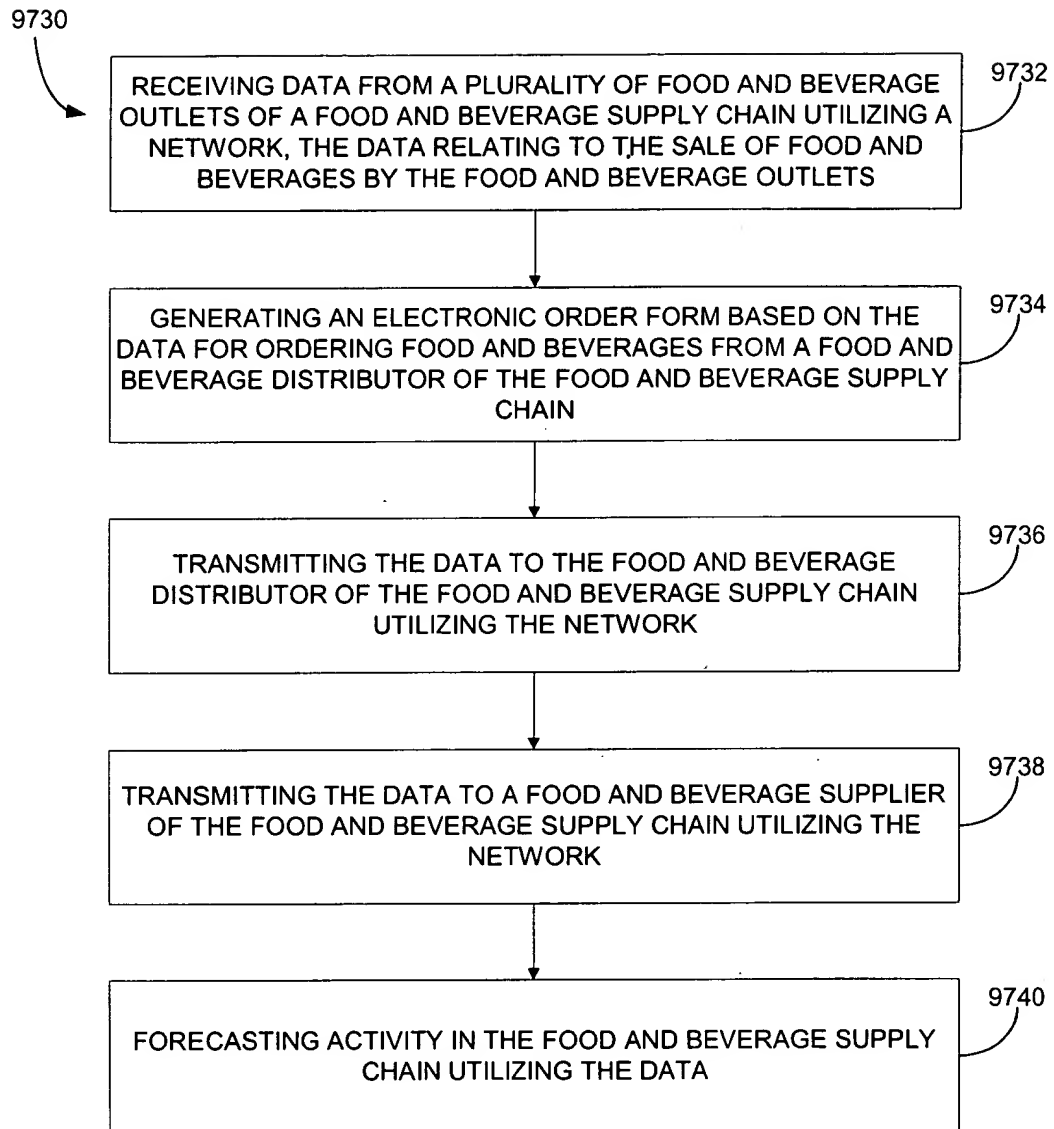 9730
9732
RECEIVING DATA FROM A PLURALITY OF FOOD AND BEVERAGE
OUTLETS OF A FOOD AND BEVERAGE SUPPLY CHAIN UTILIZING A
NETWORK, THE DATA RELATING TO THE SALE OF FOOD AND
BEVERAGES BY THE FOOD AND BEVERAGE OUTLETS
9734
GENERATING AN ELECTRONIC ORDER FORM BASED ON THE
DATA FOR ORDERING FOOD AND BEVERAGES FROM A FOOD AND
BEVERAGE DISTRIBUTOR OF THE FOOD AND BEVERAGE SUPPLY
CHAIN
9736
TRANSMITTING THE DATA TO THE FOOD AND BEVERAGE
DISTRIBUTOR OF THE FOOD AND BEVERAGE SUPPLY CHAIN
UTILIZING THE NETWORK
9738
TRANSMITTING THE DATA TO A FOOD AND BEVERAGE SUPPLIER
OF THE FOOD AND BEVERAGE SUPPLY CHAIN UTILIZING THE
NETWORK
9740
FORECASTING ACTIVITY IN THE FOOD AND BEVERAGE SUPPLY
CHAIN UTILIZING THE DATA